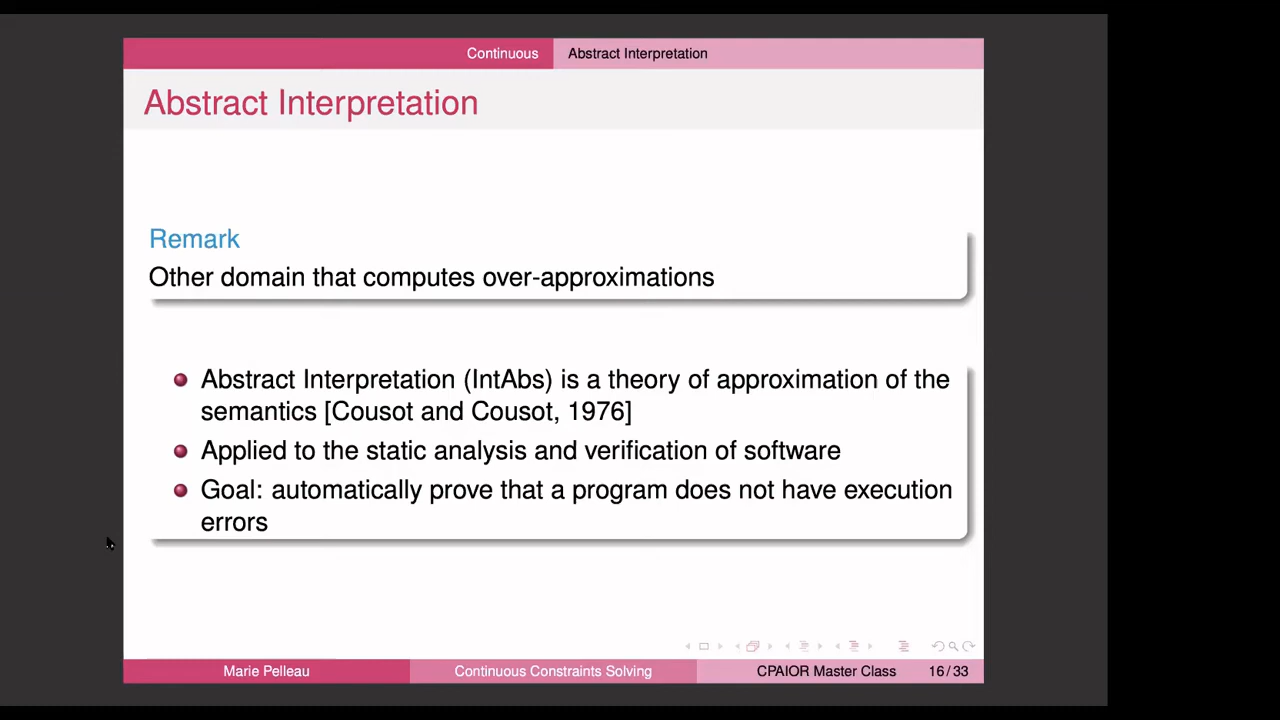 Continuous Abstract Interpretation
Abstract Interpretation
Remark
Other domain that computes over-approximations
Abstract Interpretation (IntAbs) is a theory of approximation of the
semantics [Cousot and Cousot, 1976]
Applied to the static analysis and verification of software
Goal: automatically prove that a program does not have execution
errors
Marie Pelleau Continuous Constraints Solving CPAIOR Master Class 16/33